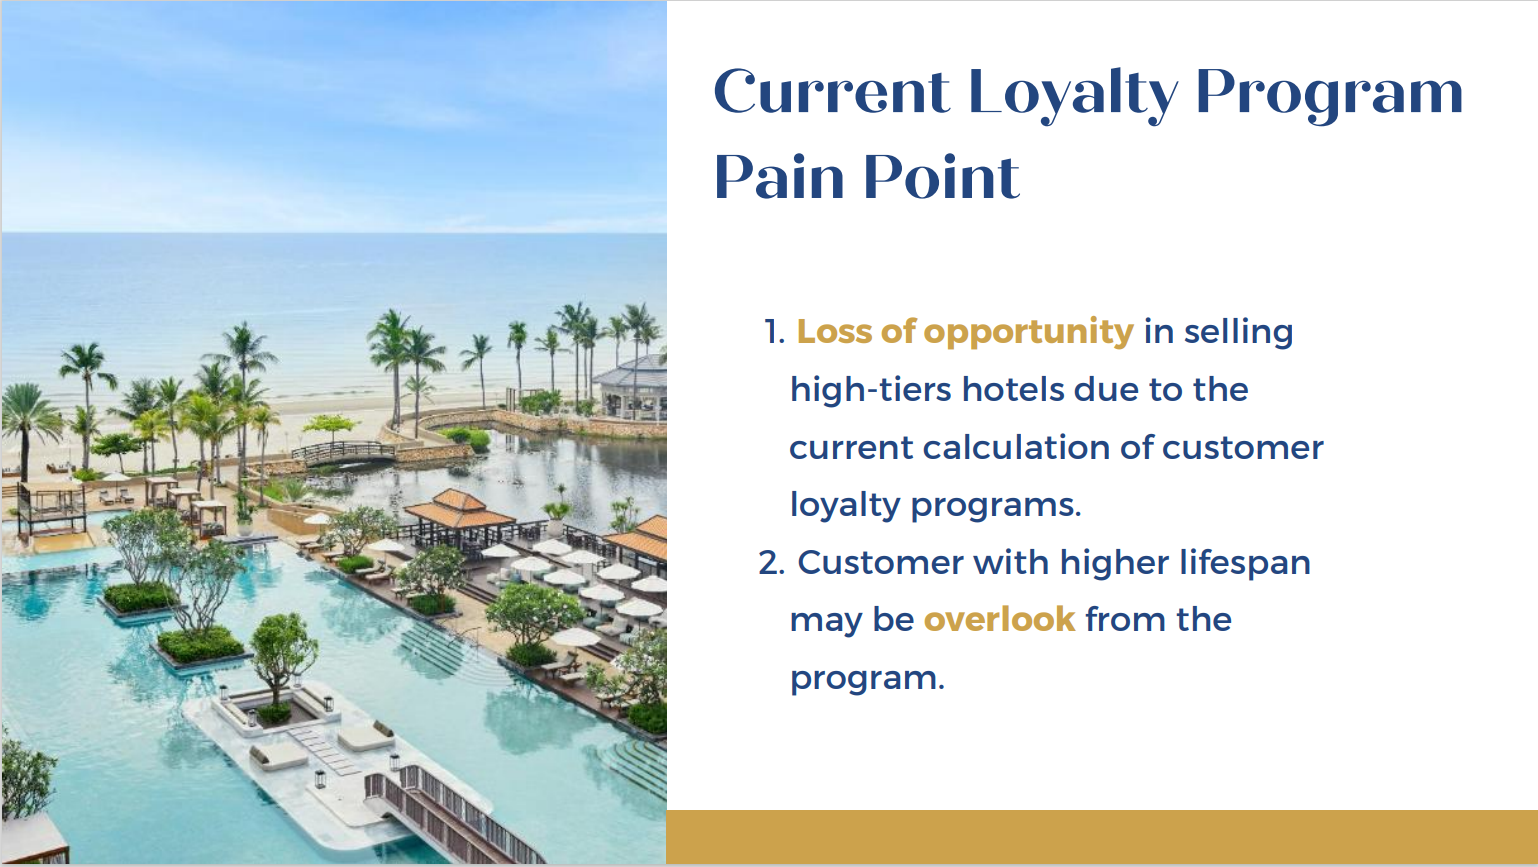 Current Loyalty Program
Pain Point
1. Loss of opportunity in selling
high-tiers hotels due to the
current calculation of customer
loyalty programs.
2. Customer with higher lifespan
may be overlook from the
program.